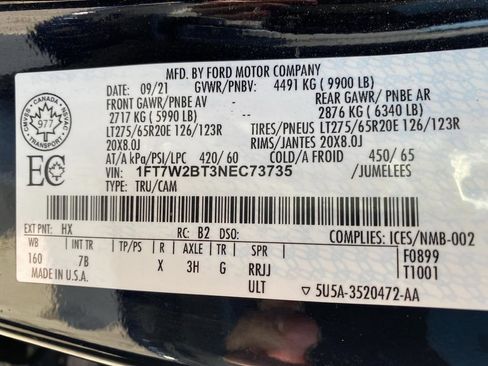 MFD. BY FORD MOTOR COMPANY
09/21 GVWR/PNBV: 4491 KG ( 9900 LB)
FRONT GAWR/PNBE AV REAR GAWR/ PNBE AR
2717 KG ( 5990 LB) 2876 KG ( 6340 LB)
LT275/65R20E 126/123R TIRES/PNEUS LT275/65R20E 126/123R
20X8.0J RIMS/JANTES 20X8.0J
AT/A kPa/PSI/LPC 420/ 60 COLD/A FROID 450/ 65
VIN: 1FT7W2BT3NEC73735 /JUMELEES
TYPE: TRU/CAM
CANADA
CMVSS
NSVAC
977
EC
EXT PNT: HX RC: B2 DSO: COMPLIES: ICES/NMB-002
WB INT TR TP/PS R AXLE TR SPR F0899
160 7B X 3H G RRJJ T1001
MADE IN U.S.A. ULT ▽ 5U5A-3520472-AA